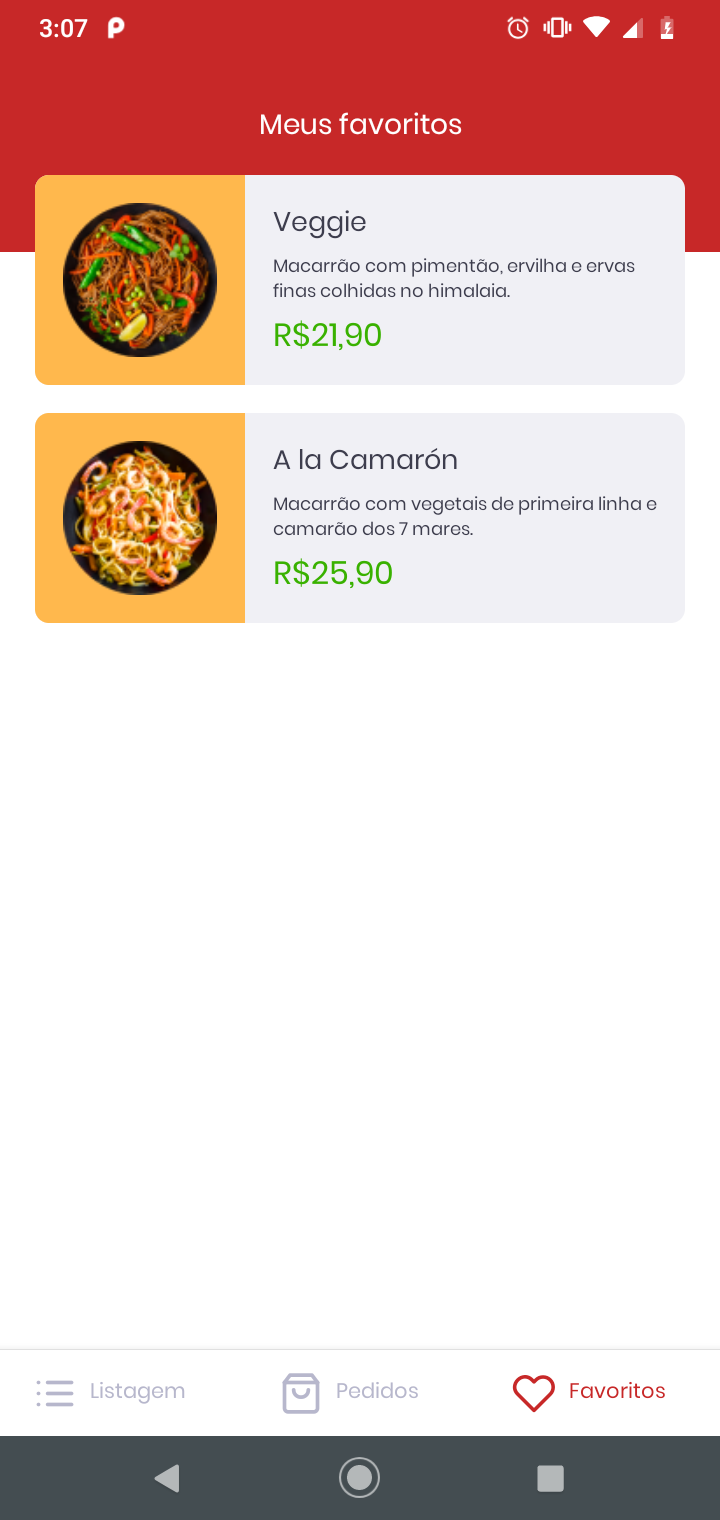 3:07
Meus favoritos
Veggie
Macarrão com pimentão, ervilha e ervas
finas colhidas no himalaia.
R$21,90
A la Camarón
Macarrão com vegetais de primeira linha e
camarão dos 7 mares.
R$25,90
Listagem
Pedidos
Favoritos